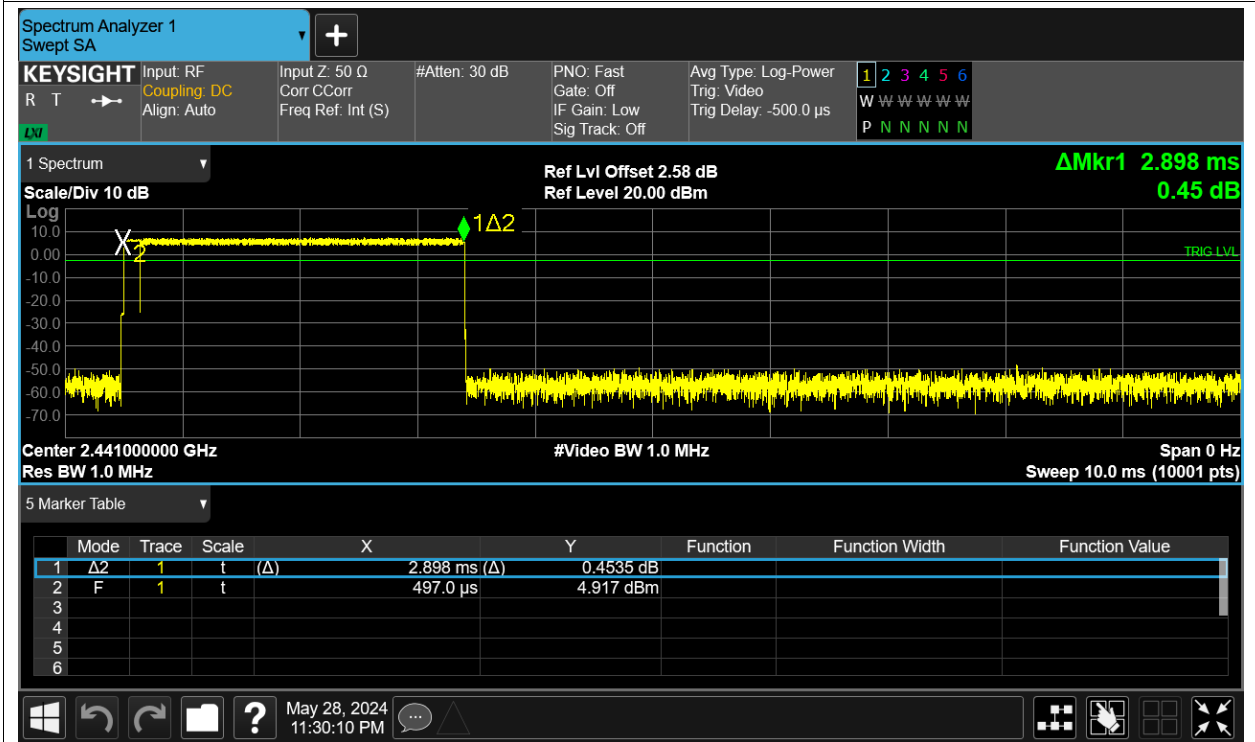 Spectrum Analyzer 1
Swept SA
KEYSIGHT
R T
LXI
Input: RF
Coupling: DC
Align: Auto
Input Z: 50 Ω
Corr CCorr
Freq Ref: Int (S)
#Atten: 30 dB
PNO: Fast
Gate: Off
IF Gain: Low
Sig Track: Off
Avg Type: Log-Power
Trig: Video
Trig Delay: -500.0 µs
1 2 3 4 5 6
W W W W W W
P N N N N N
1 Spectrum
Scale/Div 10 dB
Ref Lvl Offset 2.58 dB
Ref Level 20.00 dBm
ΔMkr1 2.898 ms
0.45 dB
Log
10.0
0.00
-10.0
-20.0
-30.0
-40.0
-50.0
-60.0
-70.0
X
2
1Δ2
TRIG LVL
Center 2.441000000 GHz
#Video BW 1.0 MHz
Span 0 Hz
Res BW 1.0 MHz
Sweep 10.0 ms (10001 pts)
5 Marker Table
Mode Trace Scale X Y Function Function Width Function Value
1 Δ2 1 t (Δ) 2.898 ms (Δ) 0.4535 dB
2 F 1 t 497.0 µs 4.917 dBm
3
4
5
6
?
May 28, 2024
11:30:10 PM